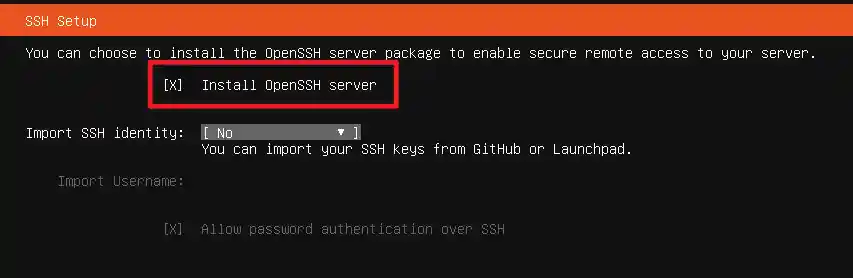 SSH Setup
You can choose to install the OpenSSH server package to enable secure remote access to your server.
[X] Install OpenSSH server
Import SSH identity: [ No ▼ ]
You can import your SSH keys from GitHub or Launchpad.
Import Username:
[X] Allow password authentication over SSH